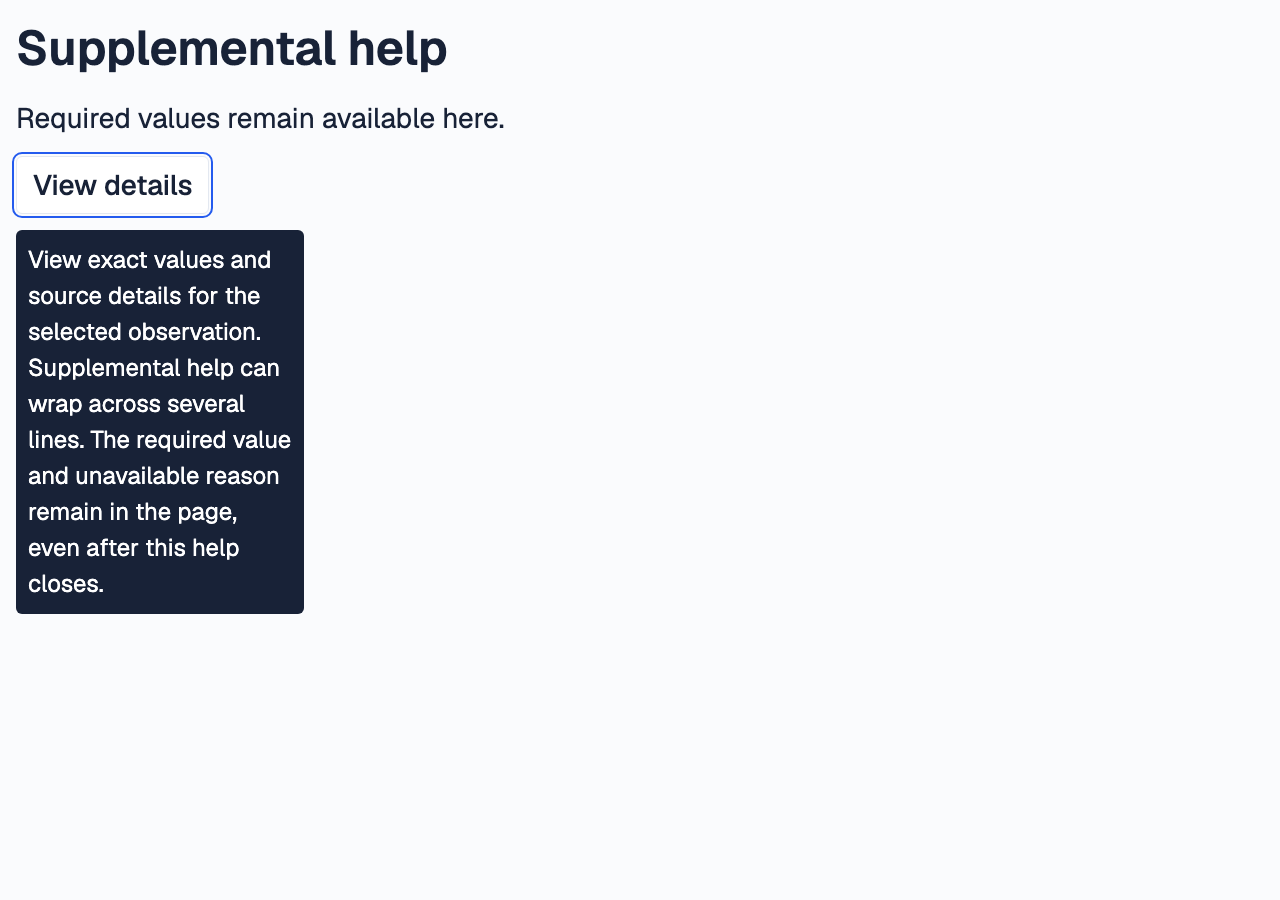 Supplemental help
Required values remain available here.
View details
View exact values and
source details for the
selected observation.
Supplemental help can
wrap across several
lines. The required value
and unavailable reason
remain in the page,
even after this help
closes.